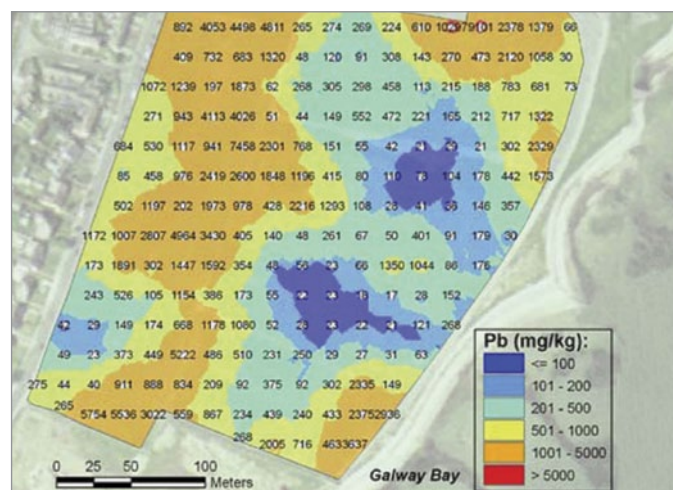 892 4053 4498 4811 265 274 269 224 610 2378 1379 66
409 732 683 1320 48 120 91 308 143 270 473 2120 1058 30
1072 1239 197 1873 62 268 305 298 458 113 215 188 783 681 73
271 943 4113 4026 51 44 149 552 472 221 165 212 717 1322
684 530 1117 941 7458 2301 768 151 55 42 21 302 2329
85 458 976 2419 2600 1848 1196 415 80 110 73 104 178 442 1573
502 1197 202 1973 978 428 2216 1293 108 28 41 56 146 357
1172 1007 2807 4964 3430 405 140 48 261 67 50 401 91 179 30
173 1891 302 1447 1592 354 48 56 23 66 1350 1044 86 176
243 526 105 1154 386 173 55 17 28 152
42 29 149 174 668 1178 1080 52 28 23 22 121 268
49 23 373 449 5222 486 510 231 250 29 27 31 63
275 44 40 911 888 834 209 92 375 92 302 2335 149
265 5754 5536 3022 559 867 234 439 240 433 23752936
268 2005 716 4633637
Pb (mg/kg):
<= 100
101 - 200
201 - 500
501 - 1000
1001 - 5000
> 5000
0 25 50 100
Meters
Galway Bay